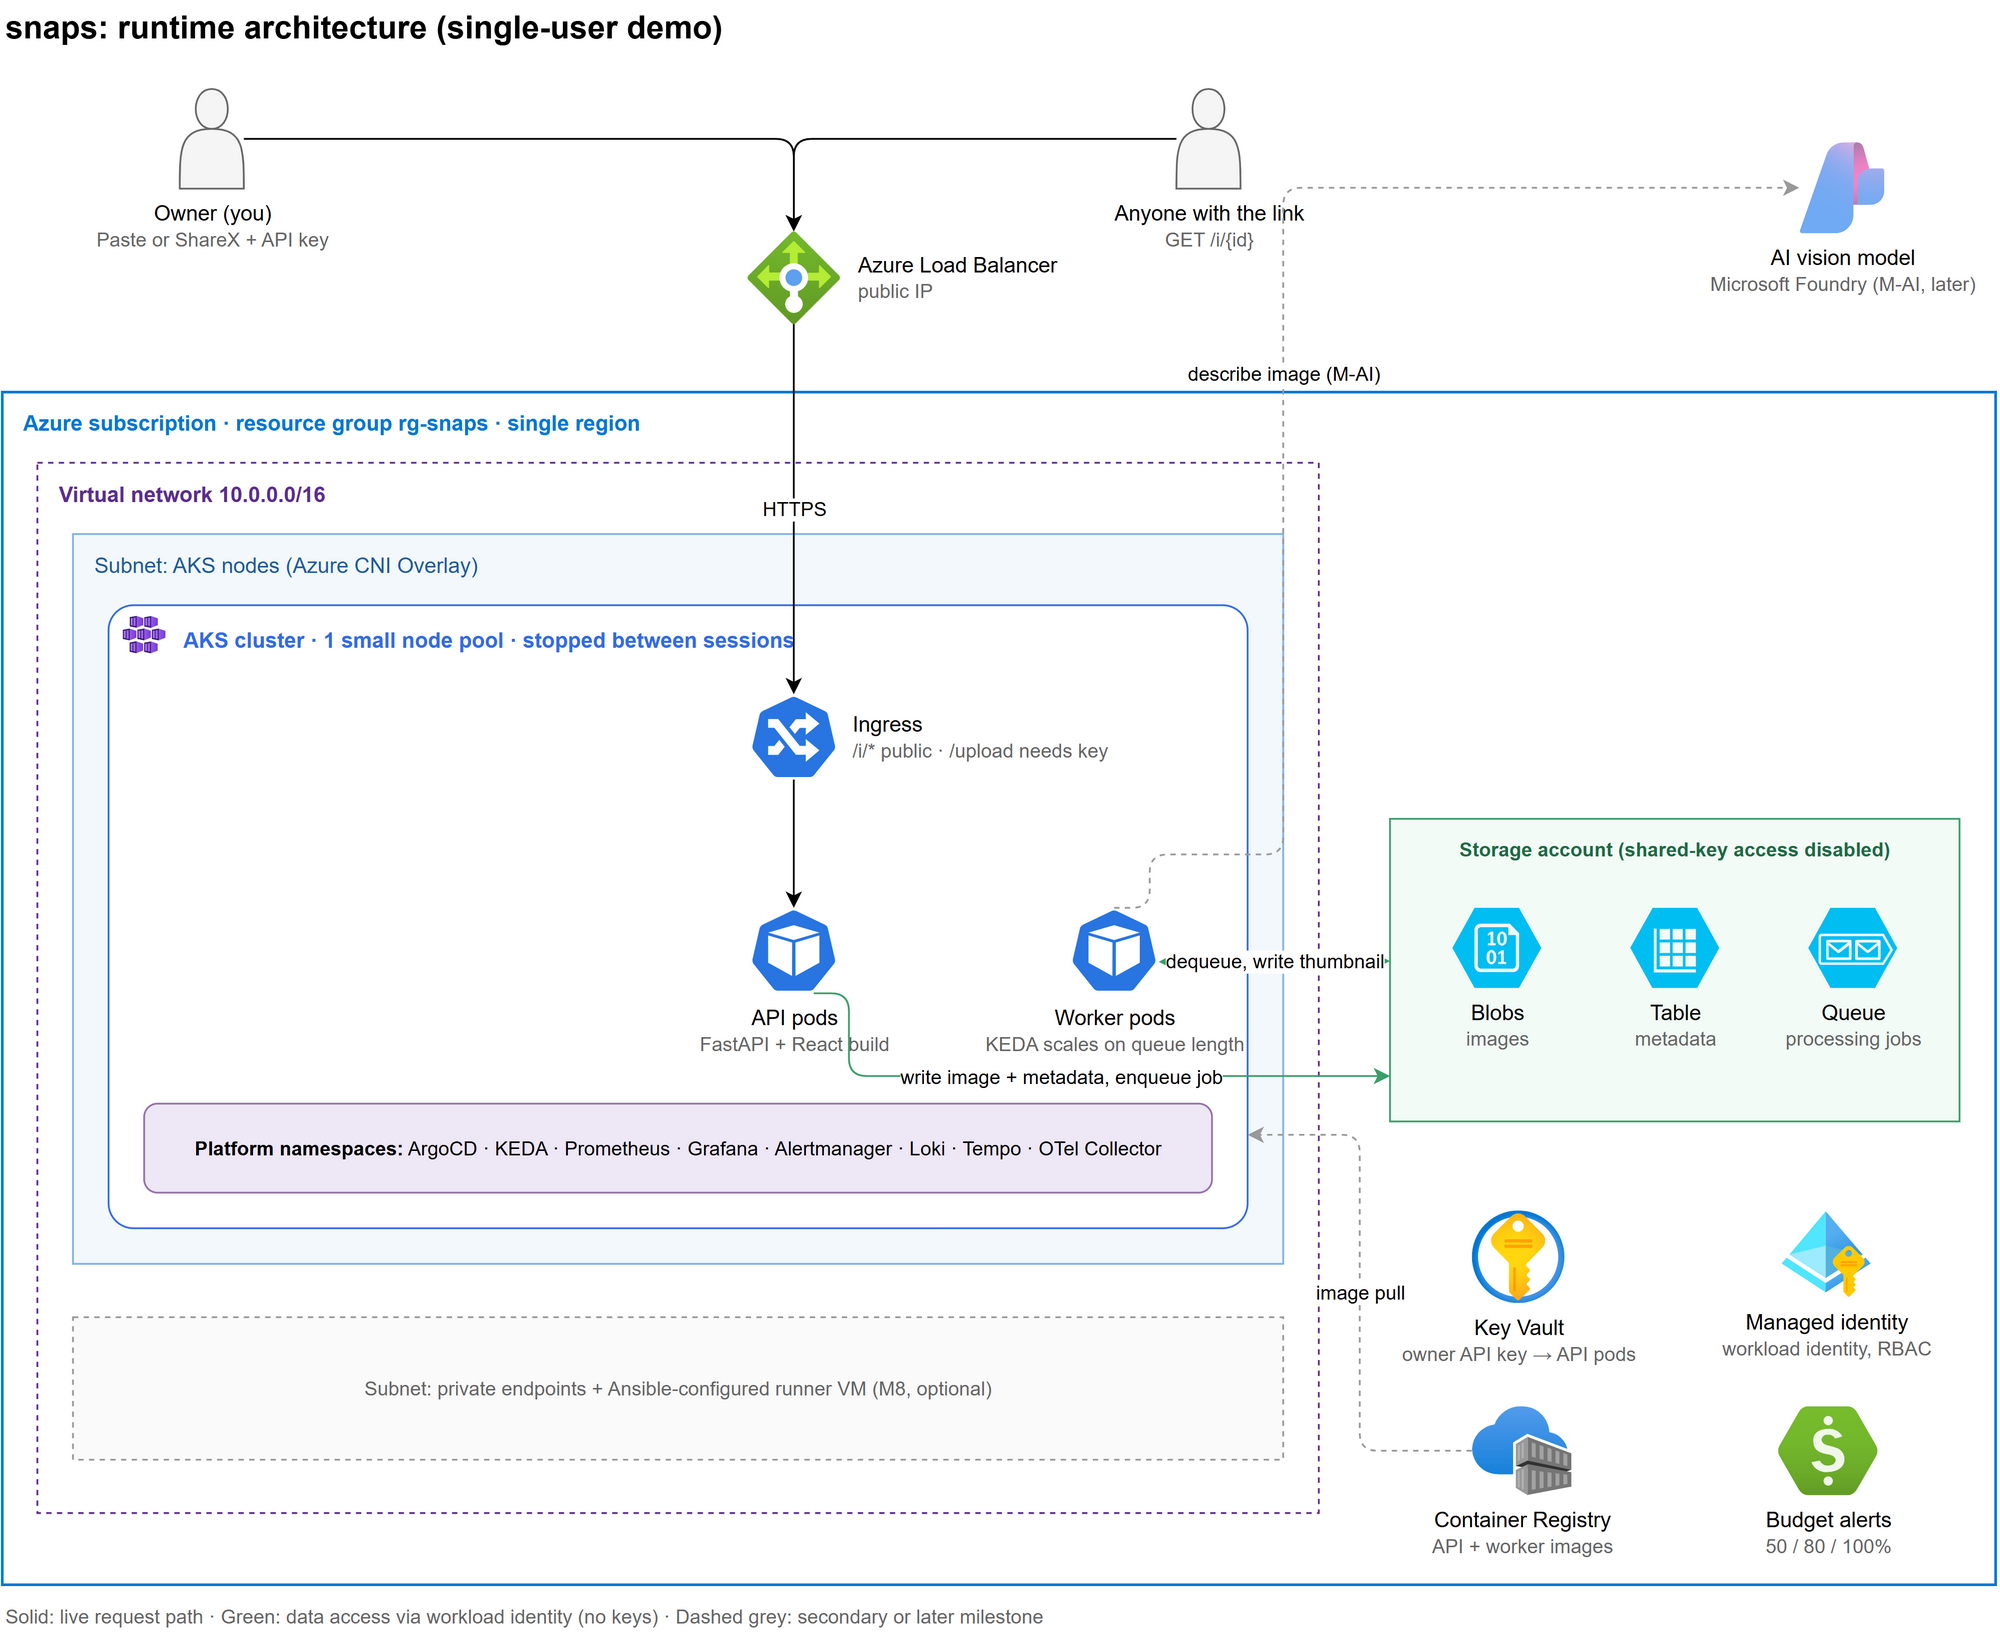 snaps: runtime architecture (single-user demo)
Owner (you)
Paste or ShareX + API key
Anyone with the link
GET /i/{id}
Azure Load Balancer
public IP
AI vision model
Microsoft Foundry (M-AI, later)
describe image (M-AI)
Azure subscription · resource group rg-snaps · single region
Virtual network 10.0.0.0/16
HTTPS
Subnet: AKS nodes (Azure CNI Overlay)
AKS cluster · 1 small node pool · stopped between sessions
Ingress
/i/* public · /upload needs key
Storage account (shared-key access disabled)
10
01
Blobs
images
Table
metadata
Queue
processing jobs
dequeue, write thumbnail
API pods
FastAPI + React build
Worker pods
KEDA scales on queue length
write image + metadata, enqueue job
Platform namespaces: ArgoCD · KEDA · Prometheus · Grafana · Alertmanager · Loki · Tempo · OTel Collector
image pull
Key Vault
owner API key → API pods
Managed identity
workload identity, RBAC
Subnet: private endpoints + Ansible-configured runner VM (M8, optional)
Container Registry
API + worker images
$
Budget alerts
50 / 80 / 100%
Solid: live request path · Green: data access via workload identity (no keys) · Dashed grey: secondary or later milestone